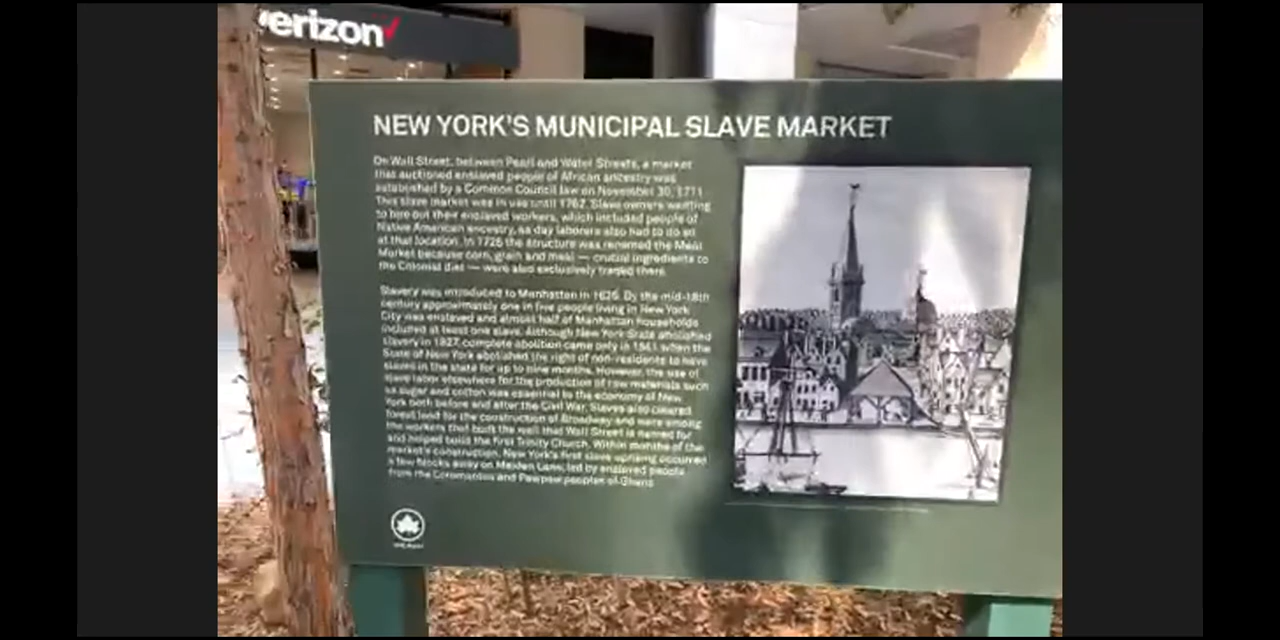 verizon
NEW YORK'S MUNICIPAL SLAVE MARKET
On Wall Street, between Pearl and Water Streets, a market
that auctioned enslaved people of African ancestry was
established by a Common Council law on November 30, 1711.
This slave market was in use until 1762. Slave owners wanting
to hire out their enslaved workers, which included people of
Native American ancestry, as day laborers also had to do so
at that location. In 1726 the structure was renamed the Meal
Market because corn, grain and meal — crucial ingredients to
the Colonial diet — were also exclusively traded there.
Slavery was introduced to Manhattan in 1626. By the mid-18th
century approximately one in five people living in New York
City was enslaved and almost half of Manhattan households
included at least one slave. Although New York State abolished
slavery in 1827, complete abolition came only in 1841 when the
State of New York abolished the right of non-residents to have
slaves in the state for up to nine months. However, the use of
slave labor elsewhere for the production of raw materials such
as sugar and cotton was essential to the economy of New
York both before and after the Civil War. Slaves also cleared
forest land for the construction of Broadway and were among
the workers that built the wall that Wall Street is named for
and helped build the first Trinity Church. Within months of the
market's construction, New York's first slave uprising occurred
a few blocks away on Maiden Lane, led by enslaved people
from the Coromantee and Pawpaw peoples of Ghana.